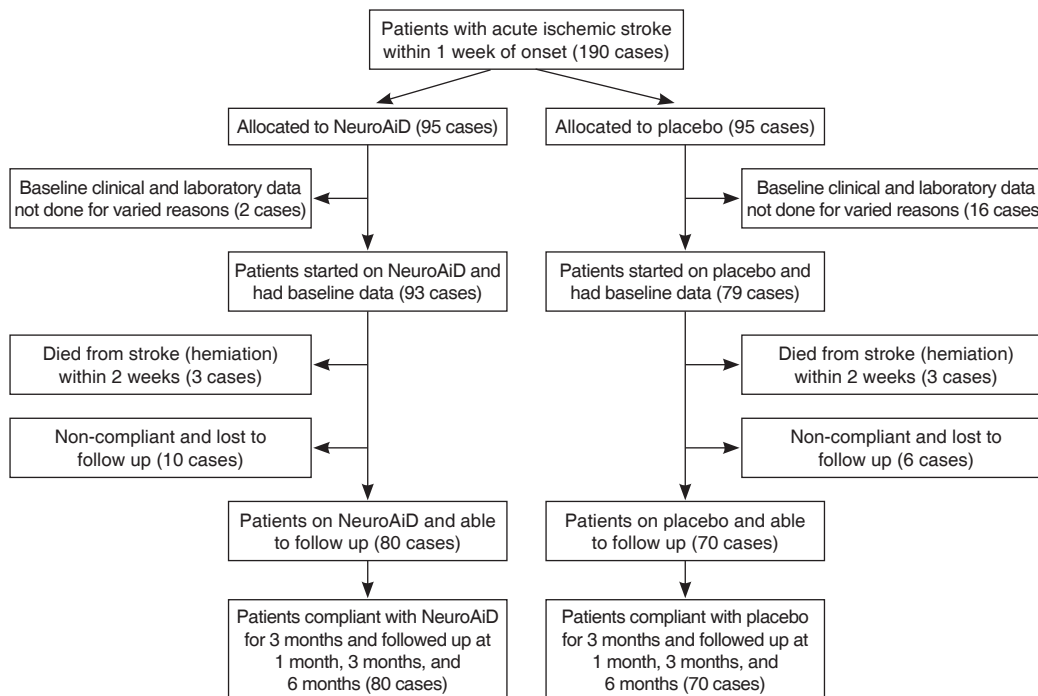 Patients with acute ischemic stroke
within 1 week of onset (190 cases)
Allocated to NeuroAiD (95 cases)
Allocated to placebo (95 cases)
Baseline clinical and laboratory data
not done for varied reasons (2 cases)
Baseline clinical and laboratory data
not done for varied reasons (16 cases
Patients started on NeuroAiD and
had baseline data (93 cases)
Patients started on placebo and
had baseline data (79 cases)
Died from stroke (hemiation)
within 2 weeks (3 cases)
Died from stroke (hemiation)
within 2 weeks (3 cases)
Non-compliant and lost to
follow up (10 cases)
Non-compliant and lost to
follow up (6 cases)
Patients on NeuroAiD and able
to follow up (80 cases)
Patients on placebo and able
to follow up (70 cases)
Patients compliant with NeuroAiD
for 3 months and followed up at
1 month, 3 months, and
6 months (80 cases)
Patients compliant with placebo
for 3 months and followed up at
1 month, 3 months, and
6 months (70 cases)